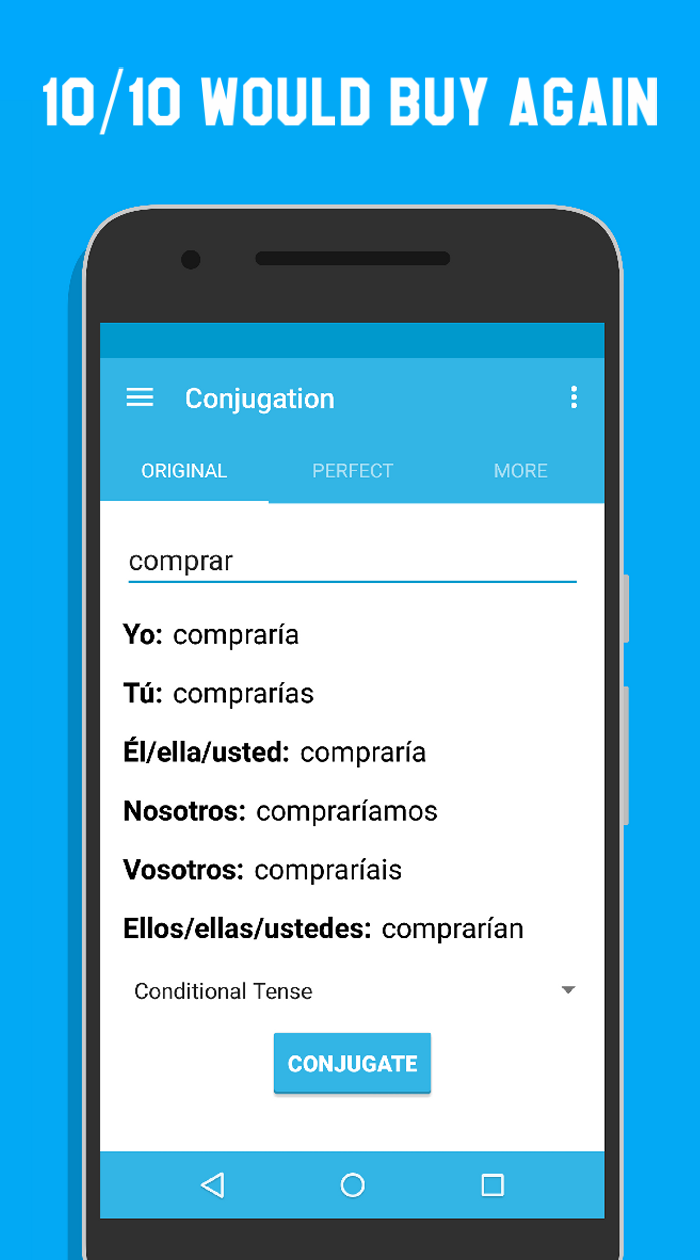 10/10 WOULD BUY AGAIN
Conjugation
ORIGINAL PERFECT MORE
comprar
Yo: compraría
Tú: comprarías
Él/ella/usted: compraría
Nosotros: compraríamos
Vosotros: compraríais
Ellos/ellas/ustedes: comprarían
Conditional Tense
CONJUGATE